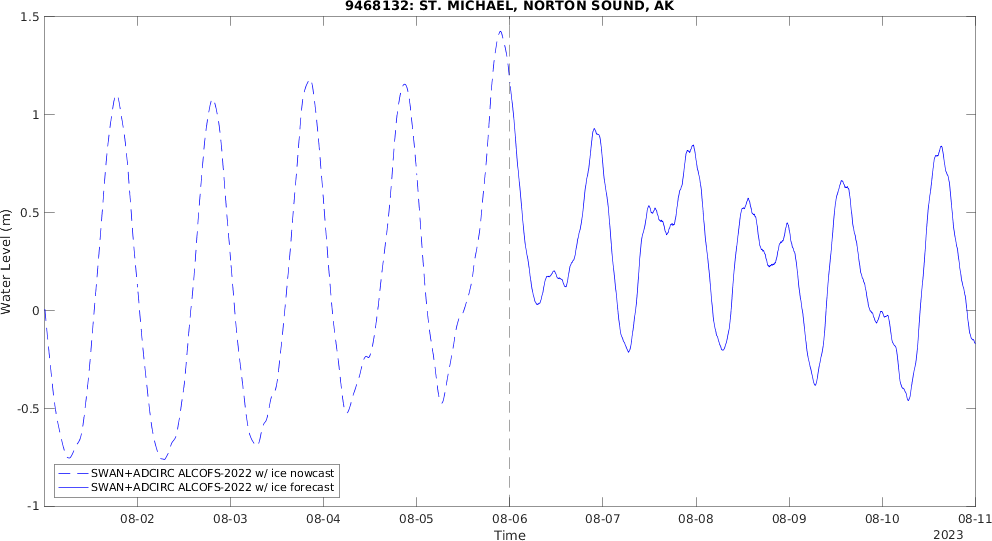 9468132: ST. MICHAEL, NORTON SOUND, AK
1.5
1
0.5
0
-0.5
-1
Water Level (m)
SWAN+ADCIRC ALCOFS-2022 w/ ice nowcast
SWAN+ADCIRC ALCOFS-2022 w/ ice forecast
08-02 08-03 08-04 08-05 08-06 08-07 08-08 08-09 08-10 08-11
Time
2023